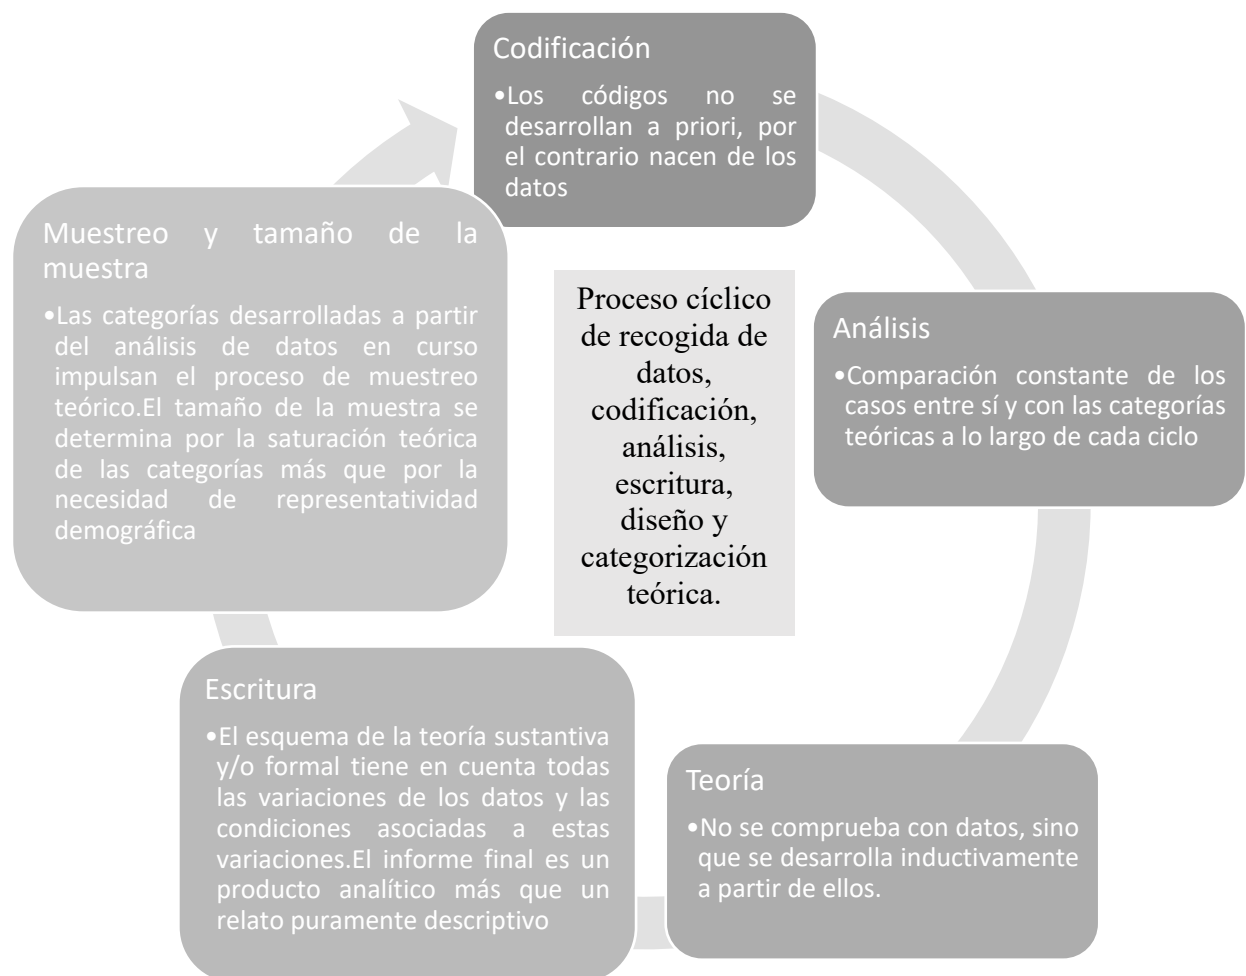 Codificación
•Los códigos no se
desarrollan a priori, por
el contrario nacen de los
datos
Análisis
•Comparación constante de los
casos entre sí y con las categorías
teóricas a lo largo de cada ciclo
Teoría
•No se comprueba con datos, sino
que se desarrolla inductivamente
a partir de ellos.
Escritura
•El esquema de la teoría sustantiva
y/o formal tiene en cuenta todas
las variaciones de los datos y las
condiciones asociadas a estas
variaciones.El informe final es un
producto analítico más que un
relato puramente descriptivo
Muestreo y tamaño de la
muestra
•Las categorías desarrolladas a partir
del análisis de datos en curso
impulsan el proceso de muestreo
teórico.El tamaño de la muestra se
determina por la saturación teórica
de las categorías más que por la
necesidad de representatividad
demográfica
Proceso cíclico
de recogida de
datos,
codificación,
análisis,
escritura,
diseño y
categorización
teórica.